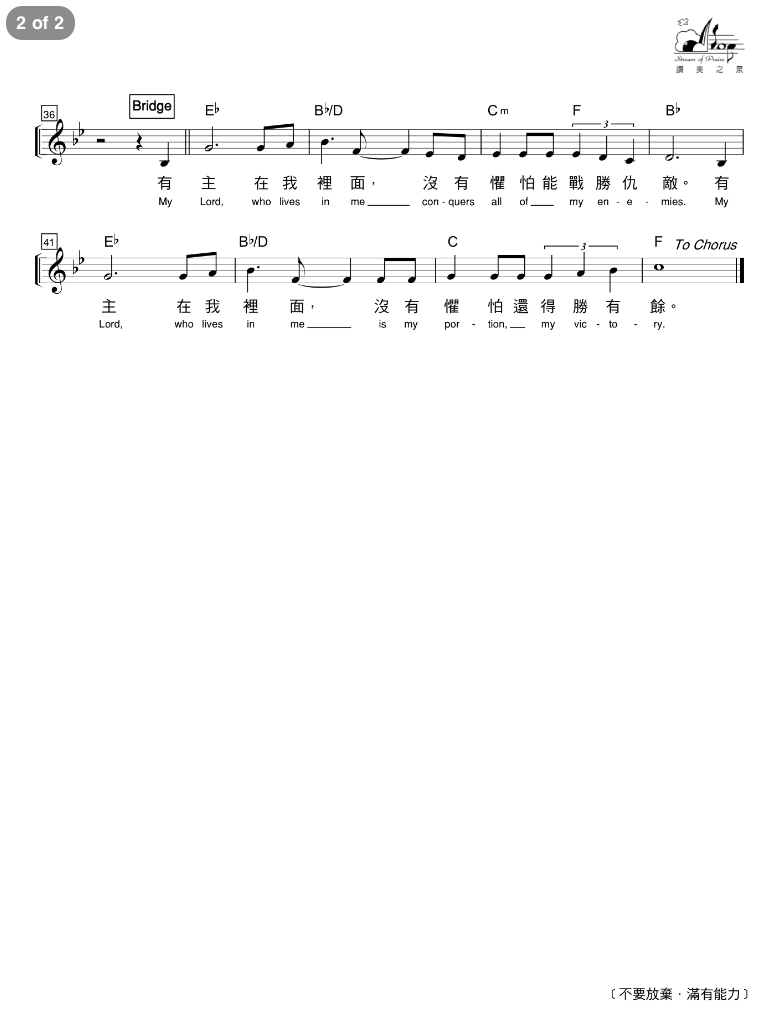 2 of 2
Stream of Praise
讚美之泉
36 Bridge E♭ B♭/D Cm F 3 B♭
有 主 在 我 裡 面， 沒 有 懼 怕 能 戰 勝 仇 敵。 有
My Lord, who lives in me con-quers all of my en-e-mies. My
41 E♭ B♭/D C 3 F To Chorus
主 在 我 裡 面， 沒 有 懼 怕 還 得 勝 有 餘。
Lord, who lives in me is my por-tion, my vic-to-ry.
〔不要放棄．滿有能力〕